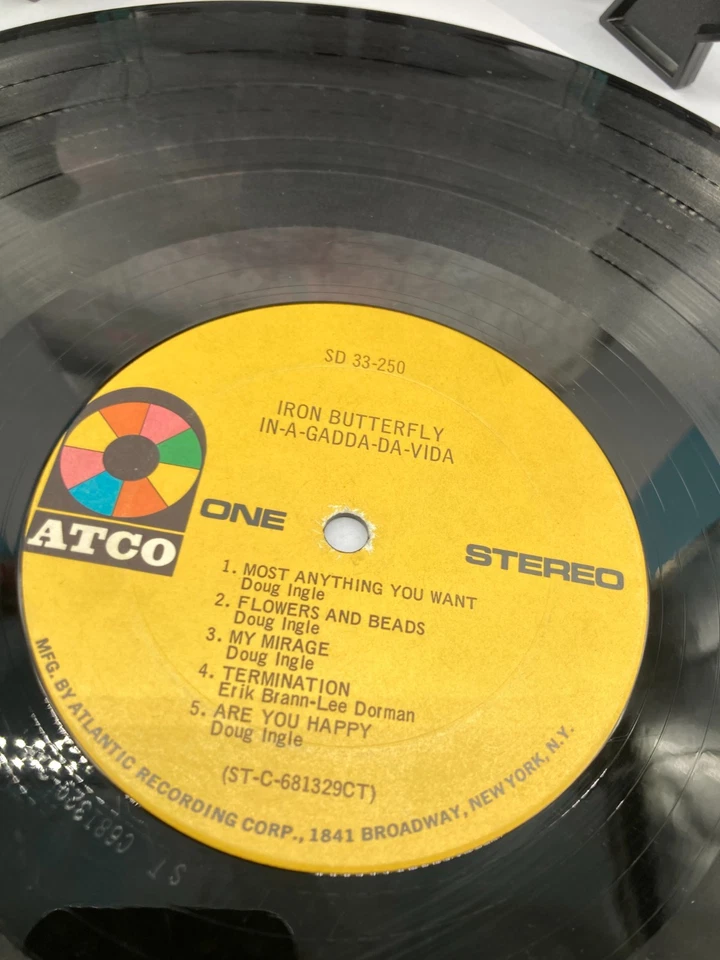 SD 33-250
IRON BUTTERFLY
IN-A-GADDA-DA-VIDA
ATCO
ONE
STEREO
1. MOST ANYTHING YOU WANT
Doug Ingle
2. FLOWERS AND BEADS
Doug Ingle
3. MY MIRAGE
Doug Ingle
4. TERMINATION
Erik Brann-Lee Dorman
5. ARE YOU HAPPY
Doug Ingle
(ST-C-681329CT)
MFG. BY ATLANTIC RECORDING CORP., 1841 BROADWAY, NEW YORK, N.Y.